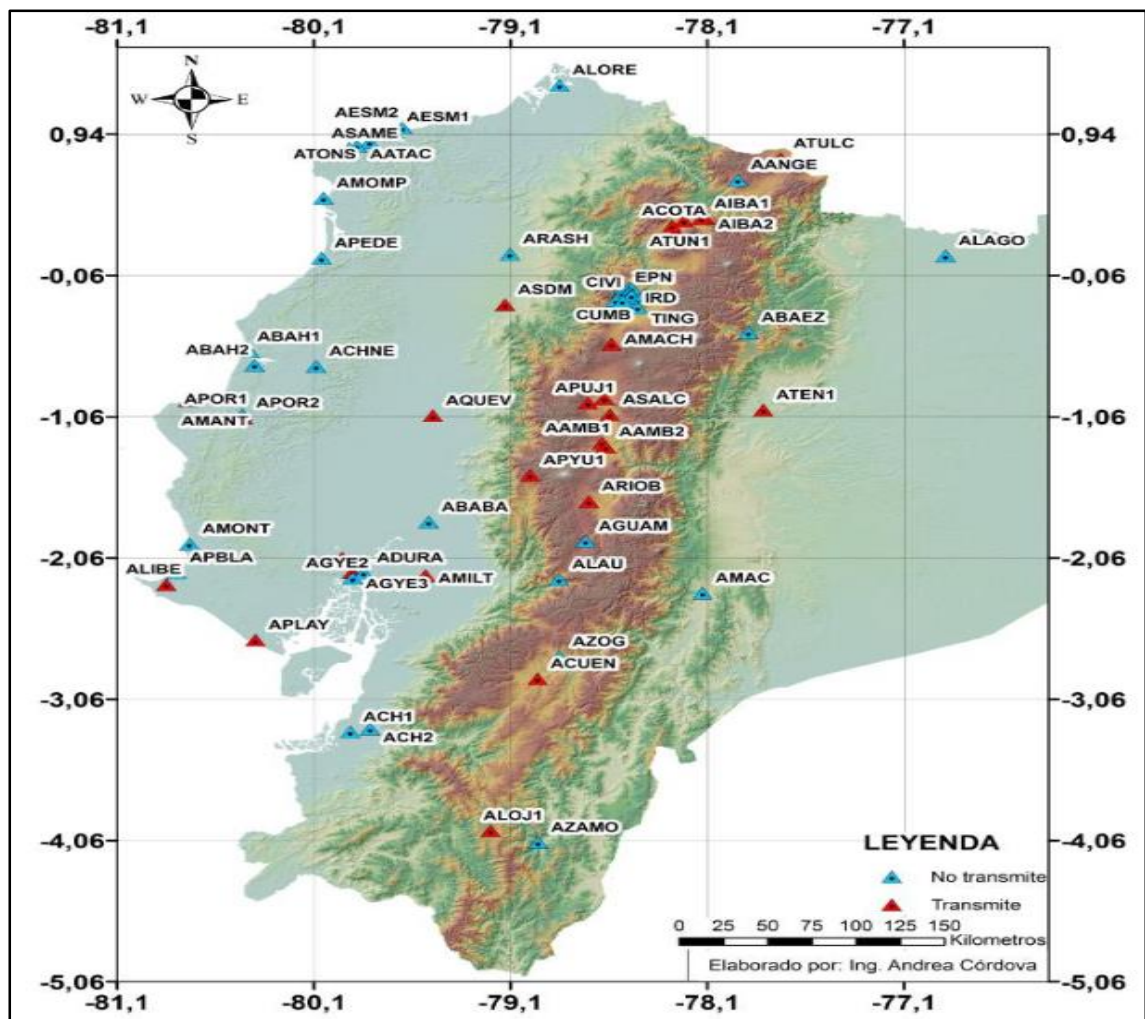 -81,1 -80,1 -79,1 -78,1 -77,1
N
W E
S
ALORE
AESM2 AESM1
0,94 0,94
ASAME
ATONS AATAC
ATULC
AANGE
AMOMP
ACOTA AIBA1
AIBA2
ATUN1
APEDE ARASH ALAGO
-0,06 -0,06
CIVI EPN
ASDM IRD
CUMB TING ABAEZ
ABAH1
ABAH2 ACHNE
AMACH
APOR1 APOR2
AMANT
AQUEV APUJ1 ASALC ATEN1
-1,06 -1,06
AAMB1 AAMB2
APYU1
ARIOB
ABABA
AGUAM
AMONT
APBLA
-2,06 -2,06
ALIBE AGYE2 ADURA
AGYE3 AMILT
ALAU
AMAC
APLAY
AZOG
ACUEN
-3,06 -3,06
ACH1
ACH2
ALOJ1 AZAMO
-4,06 -4,06
LEYENDA
No transmite
Transmite
0 25 50 75 100 125 150
Kilometros
Elaborado por: Ing. Andrea Córdova
-5,06 -5,06
-81,1 -80,1 -79,1 -78,1 -77,1